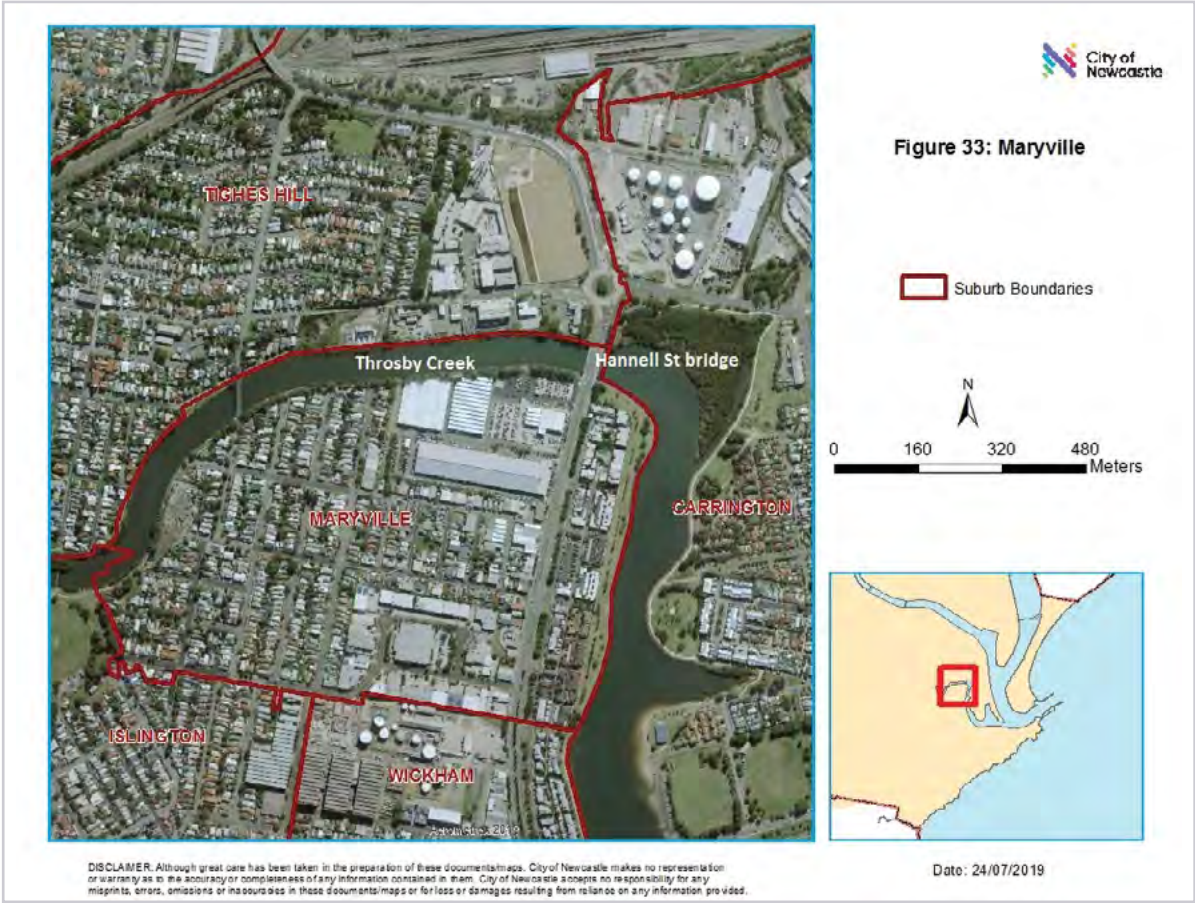 City of
Newcastle
Figure 33: Maryville
TIGHES HILL
Suburb Boundaries
Throsby Creek
Hannell St bridge
N
0 160 320 480
Meters
MARYVILLE
CARRINGTON
ISLINGTON
WICKHAM
DISCLAIMER: Although great care has been taken in the preparation of these documents/maps, City of Newcastle makes no representation
or warranty as to the accuracy or completeness of any information contained in them. City of Newcastle accepts no responsibility for any
misprints, errors, omissions or inaccuracies in these documents/maps or for loss or damages resulting from reliance on any information provided.
Date: 24/07/2019